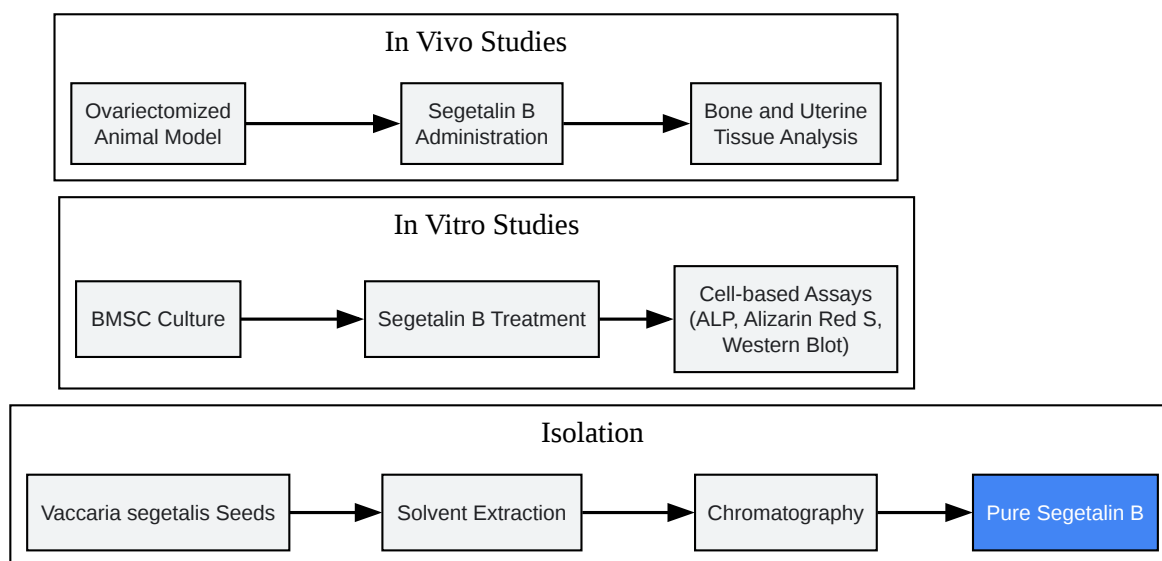 In Vivo Studies
Ovariectomized
Animal Model
Segetalin B
Administration
Bone and Uterine
Tissue Analysis
In Vitro Studies
BMSC Culture
Segetalin B Treatment
Cell-based Assays
(ALP, Alizarin Red S,
Western Blot)
Isolation
Vaccaria segetalis Seeds
Solvent Extraction
Chromatography
Pure Segetalin B